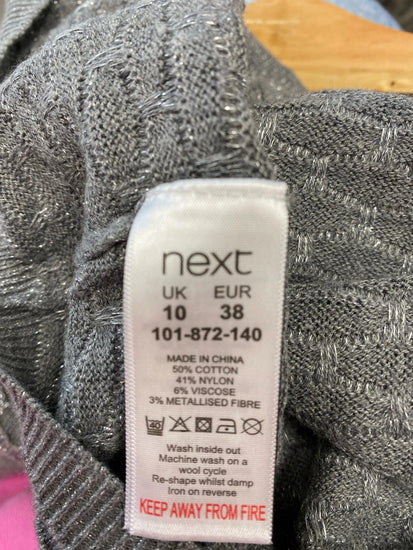 next
UK EUR
10 38
101-872-140
MADE IN CHINA
50% COTTON
41% NYLON
6% VISCOSE
3% METALLISED FIBRE
40
Wash inside out
Machine wash on a
wool cycle
Re-shape whilst damp
Iron on reverse
KEEP AWAY FROM FIRE